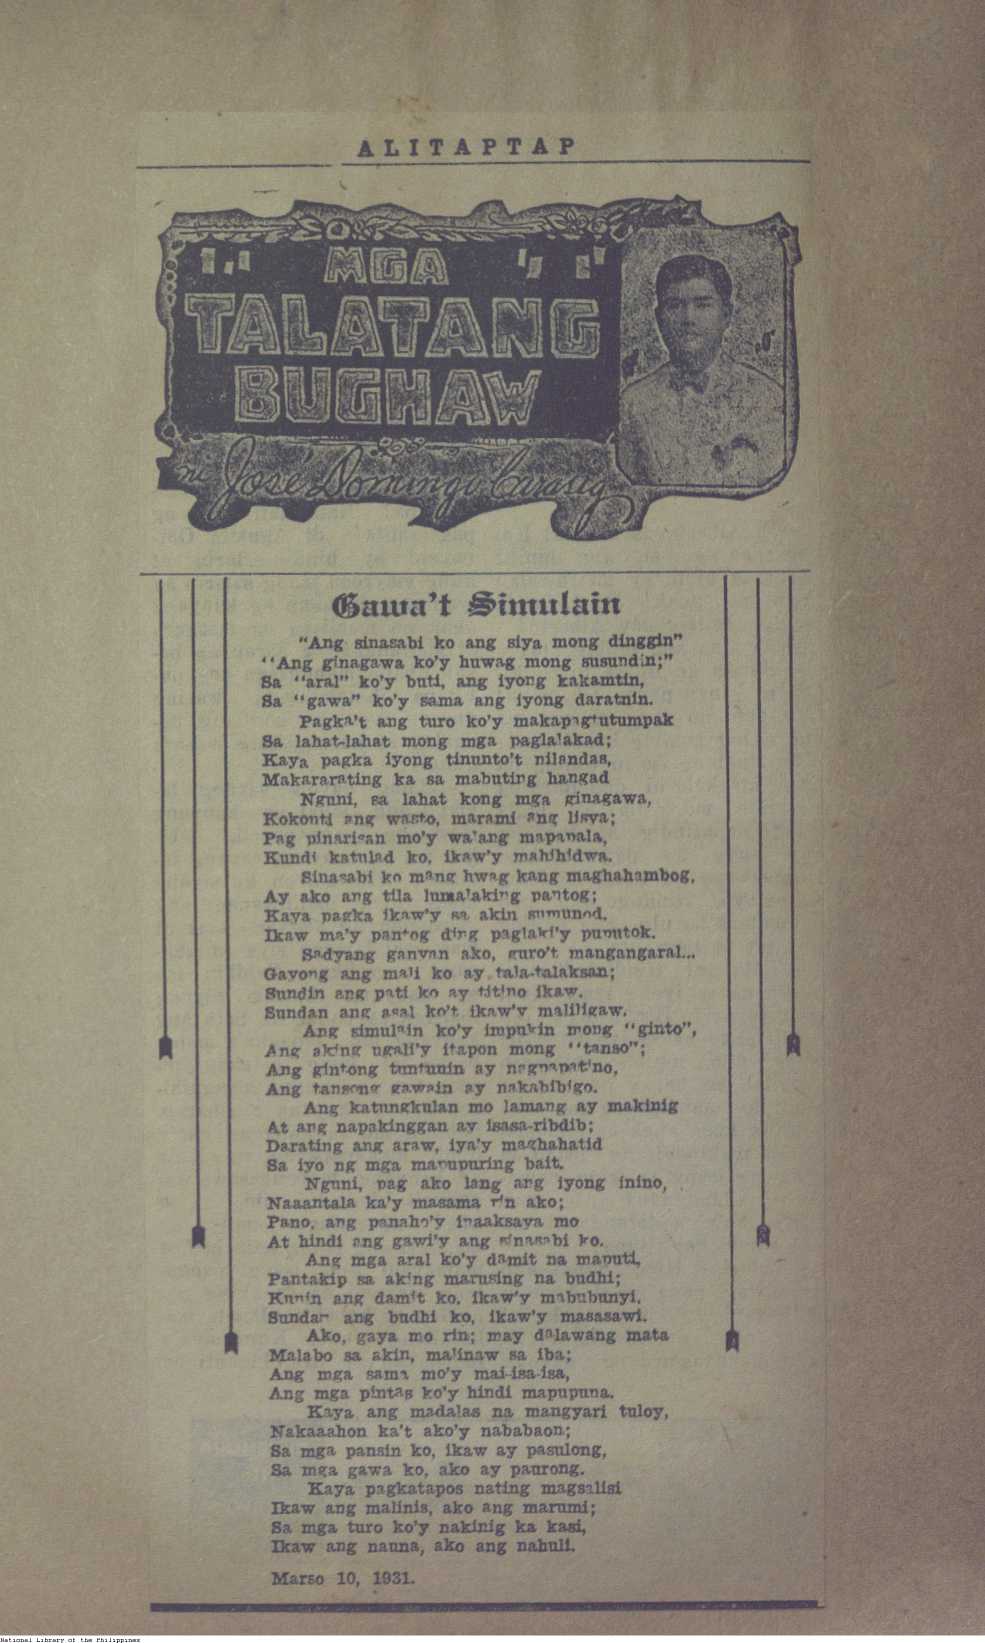 ALITAPTAP
MGA
TALATANG
BUGHAW
ni José Domingo Karasig
Gawa't Simulain
"Ang sinasabi ko ang siya mong dinggin"
"Ang ginagawa ko'y huwag mong susundin;"
Sa "aral" ko'y buti, ang iyong kakamtin,
Sa "gawa" ko'y sama ang iyong daratnin.
Pagka't ang turo ko'y makapagtutumpak
Sa lahat-lahat mong mga paglalakad;
Kaya pagka iyong tinunto't nilandas,
Makararating ka sa mabuting hangad
Nguni, sa lahat kong mga ginagawa,
Kokonti ang wasto, marami ang lisya;
Pag pinarisan mo'y wa'ang mapapala,
Kundi katulad ko, ikaw'y mahihidwa.
Sinasabi ko mang hwag kang maghahambog,
Ay ako ang tila lumalaking pantog;
Kaya pagka ikaw'y sa akin sumunod,
Ikaw ma'y pantog ding paglaki'y puputok.
Sadyang ganyan ako, guro't mangangaral...
Gayong ang mali ko ay tala-talaksan;
Sundin ang pati ko ay titino ikaw,
Sundan ang asal ko't ikaw'y maliligaw.
Ang simulain ko'y impukin mong "ginto",
Ang aking ugali'y itapon mong "tanso";
Ang gintong tuntunin ay nagpapatino,
Ang tansong gawain ay nakabibigo.
Ang katungkulan mo lamang ay makinig
At ang napakinggan ay isasa-ribdib;
Darating ang araw, iya'y maghahatid
Sa iyo ng mga mapupuring bait.
Nguni, pag ako lang ang iyong inino,
Naaantala ka'y masama rin ako;
Pano, ang panaho'y inaaksaya mo
At hindi ang gawi'y ang sinasabi ko.
Ang mga aral ko'y damit na maputi,
Pantakip sa aking marusing na budhi;
Kunin ang damit ko, ikaw'y mabubunyi,
Sundan ang budhi ko, ikaw'y masasawi.
Ako, gaya mo rin; may dalawang mata
Malabo sa akin, malinaw sa iba;
Ang mga sama mo'y mai-isa-isa,
Ang mga pintas ko'y hindi mapupuna.
Kaya ang madalas na mangyari tuloy,
Nakaaahon ka't ako'y nababaon;
Sa mga pansin ko, ikaw ay pasulong,
Sa mga gawa ko, ako ay paurong.
Kaya pagkatapos nating magsalisi
Ikaw ang malinis, ako ang marumi;
Sa mga turo ko'y nakinig ka kasi,
Ikaw ang nauna, ako ang nahuli.
Marso 10, 1931.
National Library of the Philippines